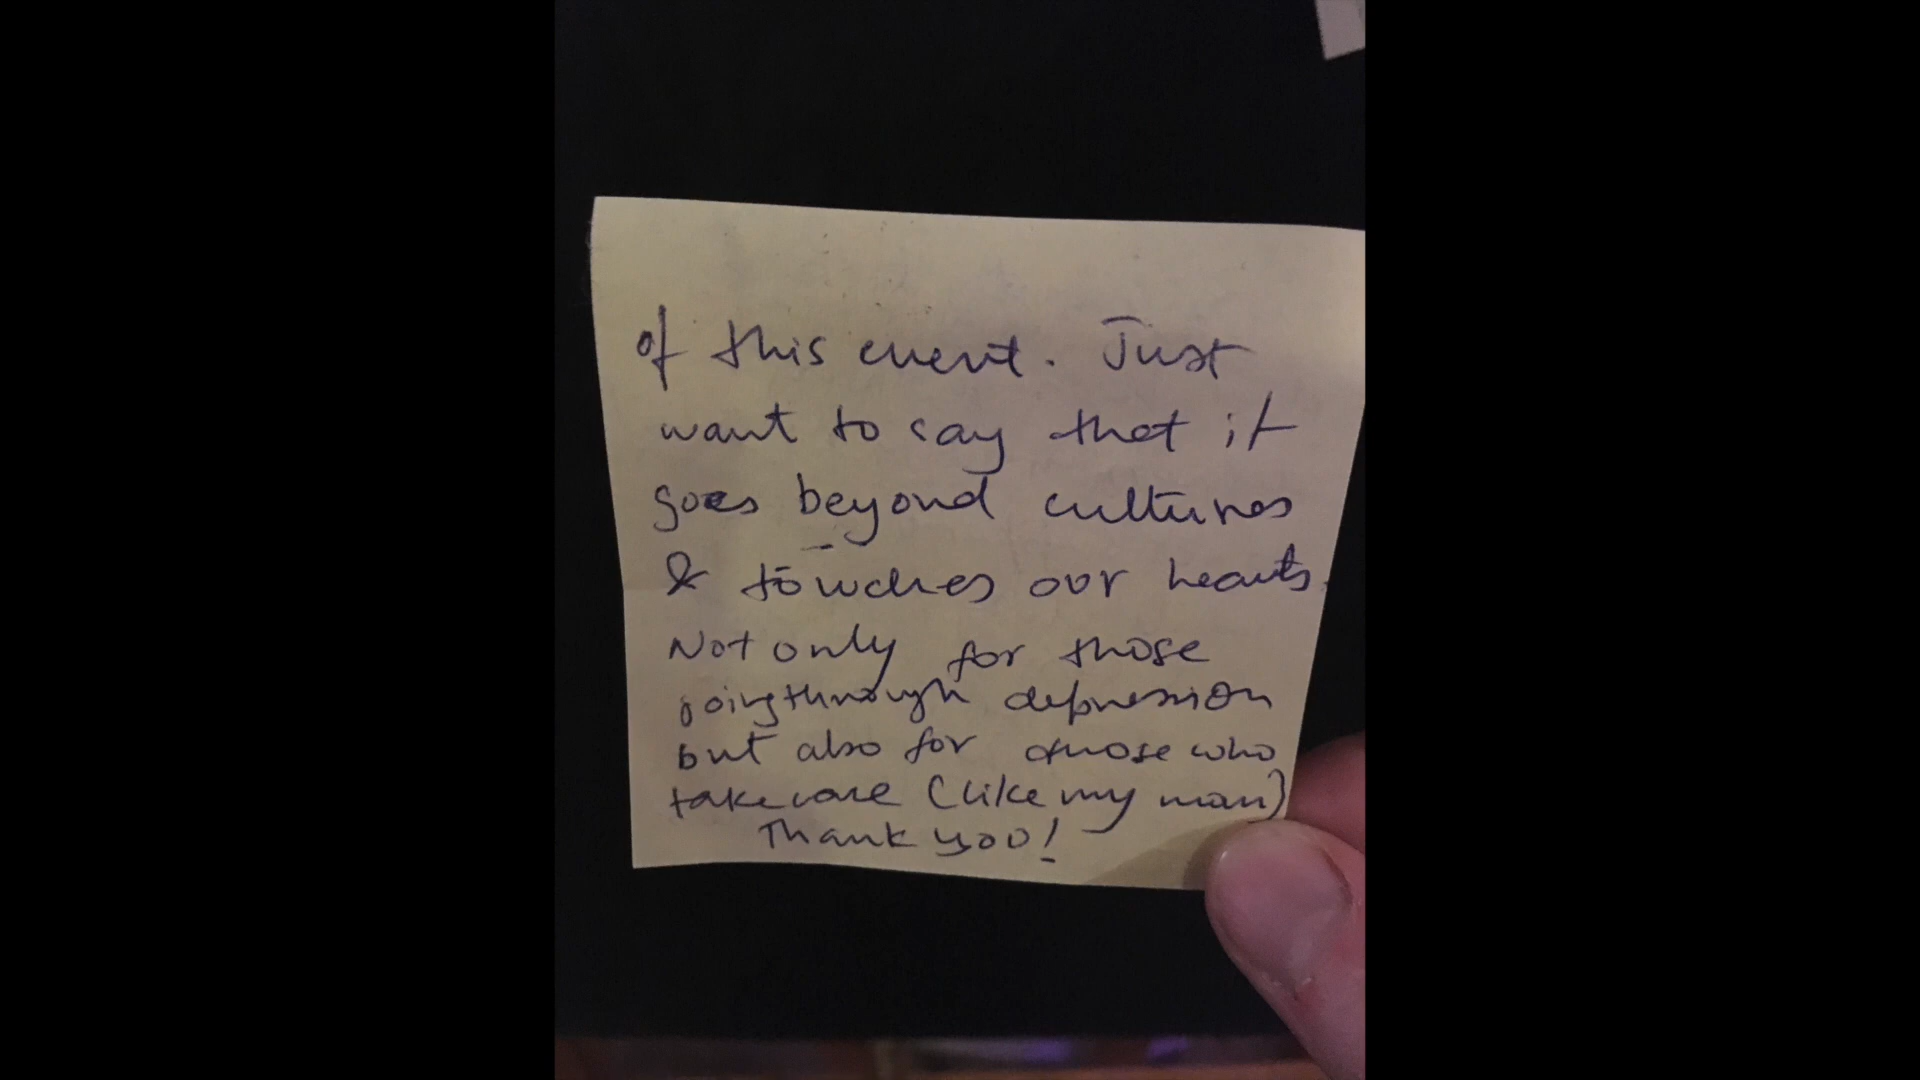 of this event. Just
want to say that it
goes beyond cultures
& touches our hearts.
Not only for those
going through depression
but also for those who
take care (like my man)
Thank you!